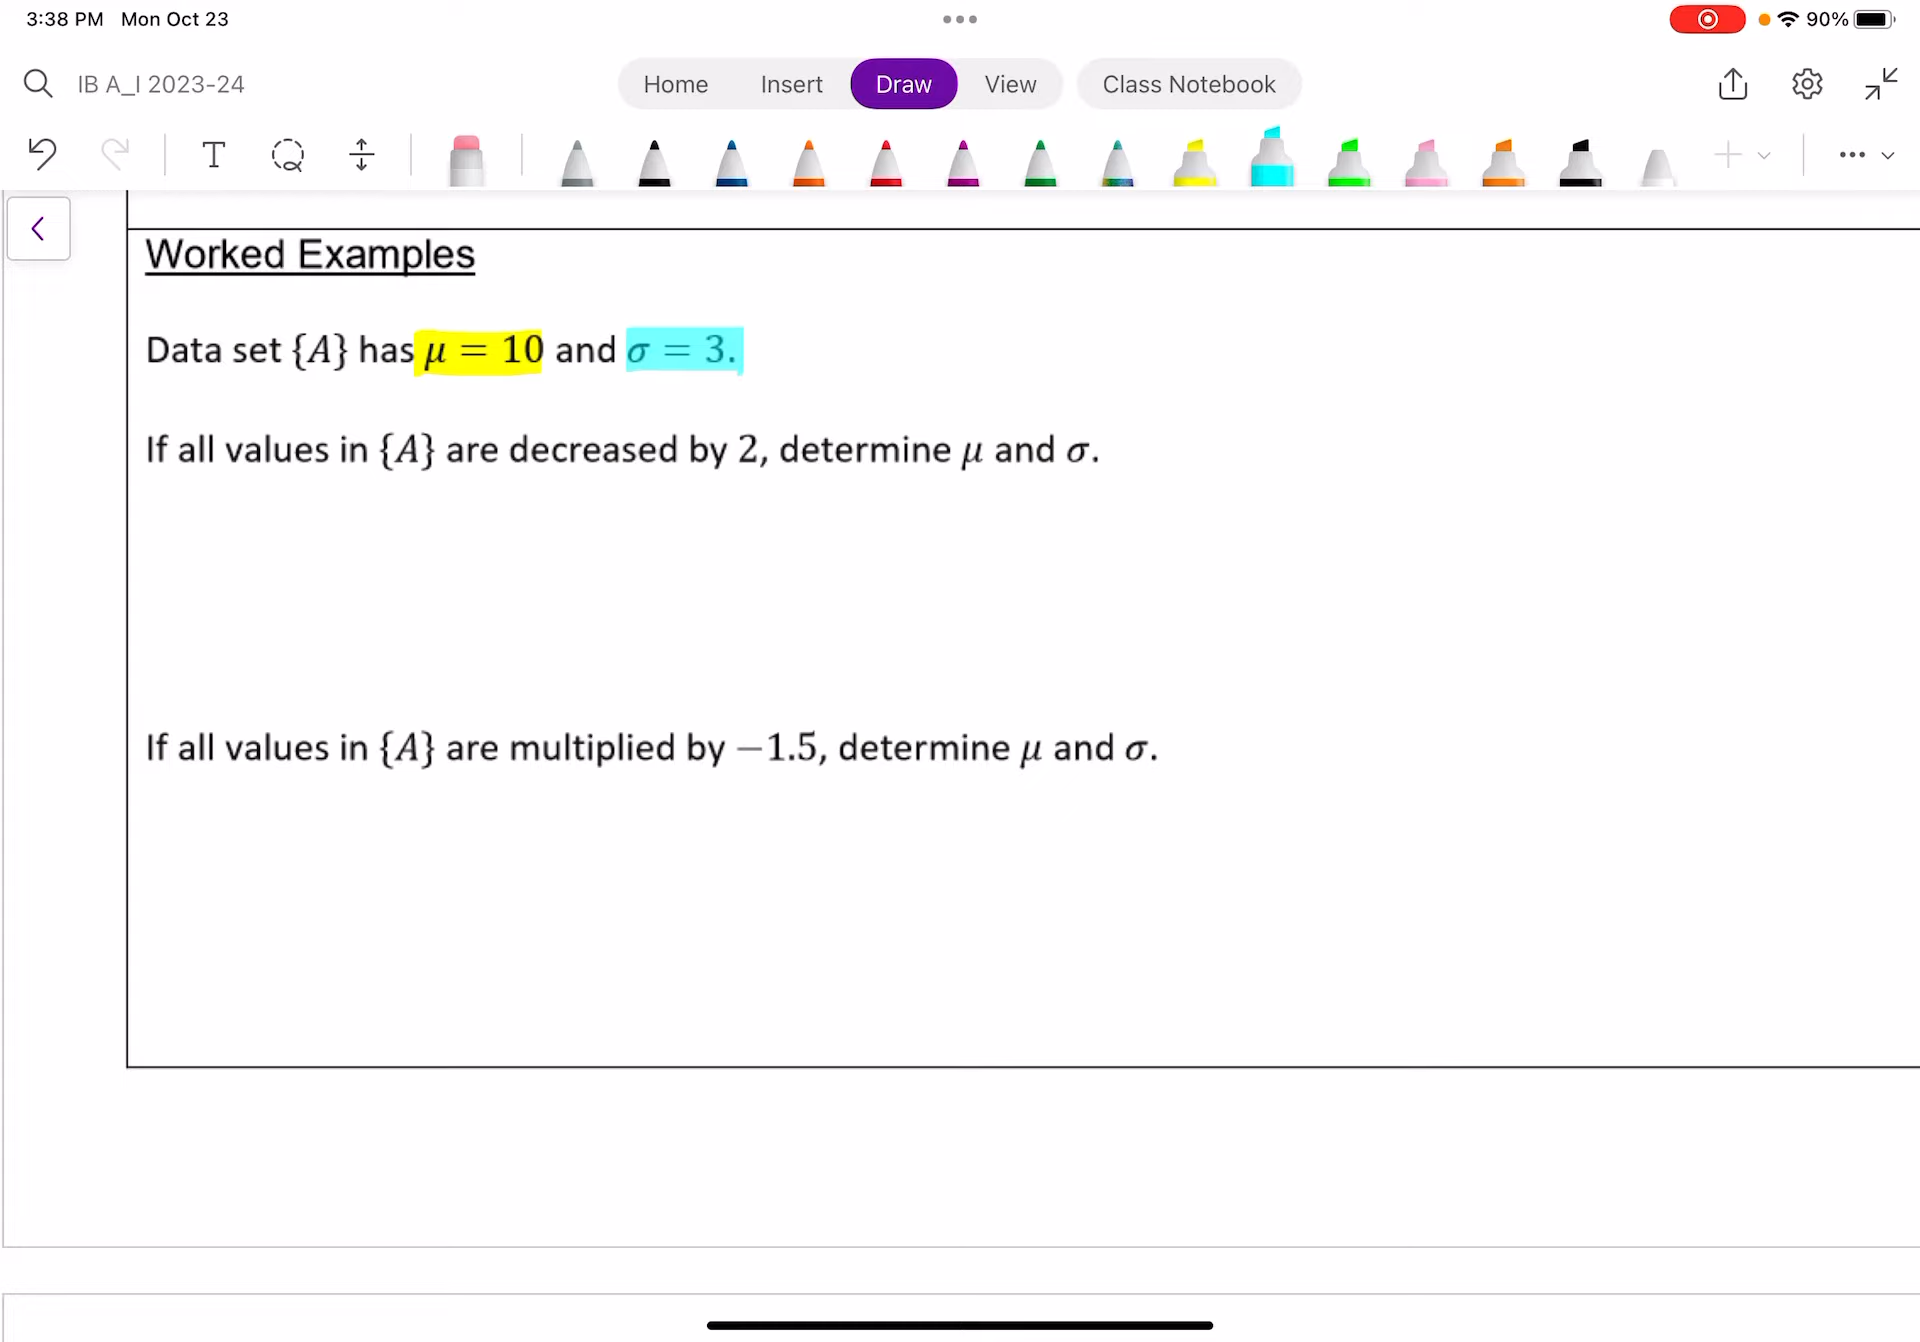 3:38 PM Mon Oct 23 90%
IB A_I 2023-24 Home Insert Draw View Class Notebook
T
Worked Examples
Data set {A} has μ = 10 and σ = 3.
If all values in {A} are decreased by 2, determine μ and σ.
If all values in {A} are multiplied by −1.5, determine μ and σ.